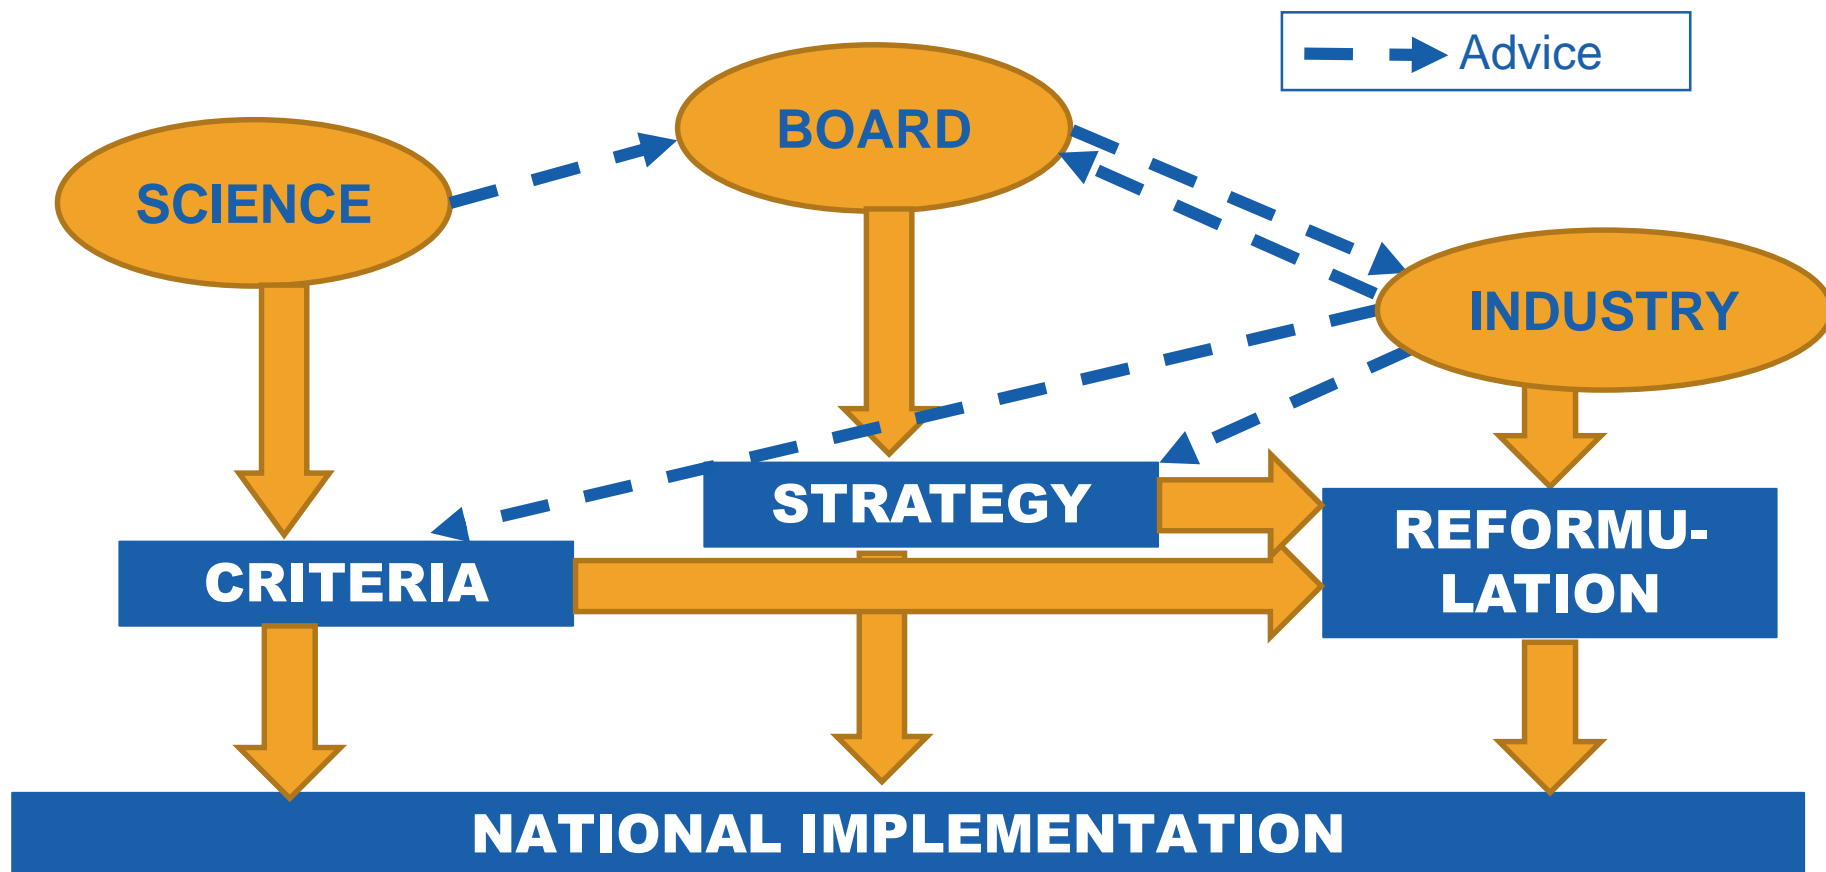 Advice
BOARD
SCIENCE
INDUSTRY
STRATEGY
REFORMU-
LATION
CRITERIA
NATIONAL IMPLEMENTATION